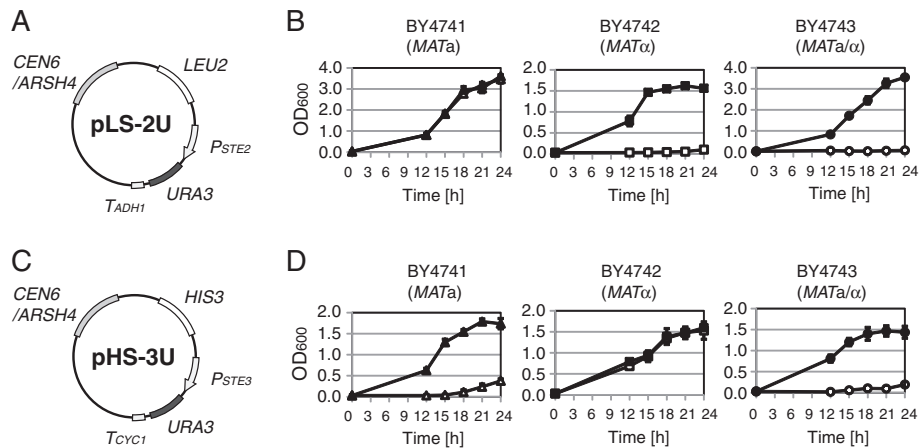 A
CEN6
/ARSH4
LEU2
pLS-2U
PSTE2
URA3
TADH1
B
BY4741
(MATa)
BY4742
(MATα)
BY4743
(MATa/α)
OD600
4.0
3.0
2.0
1.0
0.0
0 3 6 9 12 15 18 21 24
Time [h]
2.0
1.5
1.0
0.5
0.0
0 3 6 9 12 15 18 21 24
Time [h]
4.0
3.0
2.0
1.0
0.0
0 3 6 9 12 15 18 21 24
Time [h]
C
CEN6
/ARSH4
HIS3
pHS-3U
PSTE3
URA3
TCYC1
D
BY4741
(MATa)
BY4742
(MATα)
BY4743
(MATa/α)
OD600
2.0
1.5
1.0
0.5
0.0
0 3 6 9 12 15 18 21 24
Time [h]
2.0
1.5
1.0
0.5
0.0
0 3 6 9 12 15 18 21 24
Time [h]
2.0
1.5
1.0
0.5
0.0
0 3 6 9 12 15 18 21 24
Time [h]